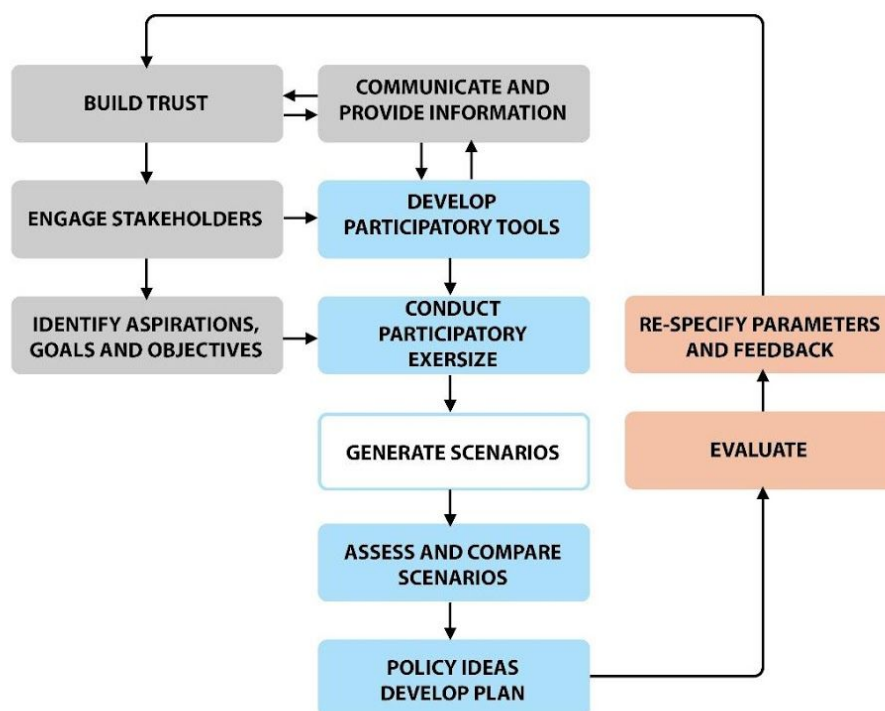 BUILD TRUST
COMMUNICATE AND
PROVIDE INFORMATION
ENGAGE STAKEHOLDERS
DEVELOP
PARTICIPATORY TOOLS
IDENTIFY ASPIRATIONS,
GOALS AND OBJECTIVES
CONDUCT
PARTICIPATORY
EXERSIZE
RE-SPECIFY PARAMETERS
AND FEEDBACK
GENERATE SCENARIOS
EVALUATE
ASSESS AND COMPARE
SCENARIOS
POLICY IDEAS
DEVELOP PLAN